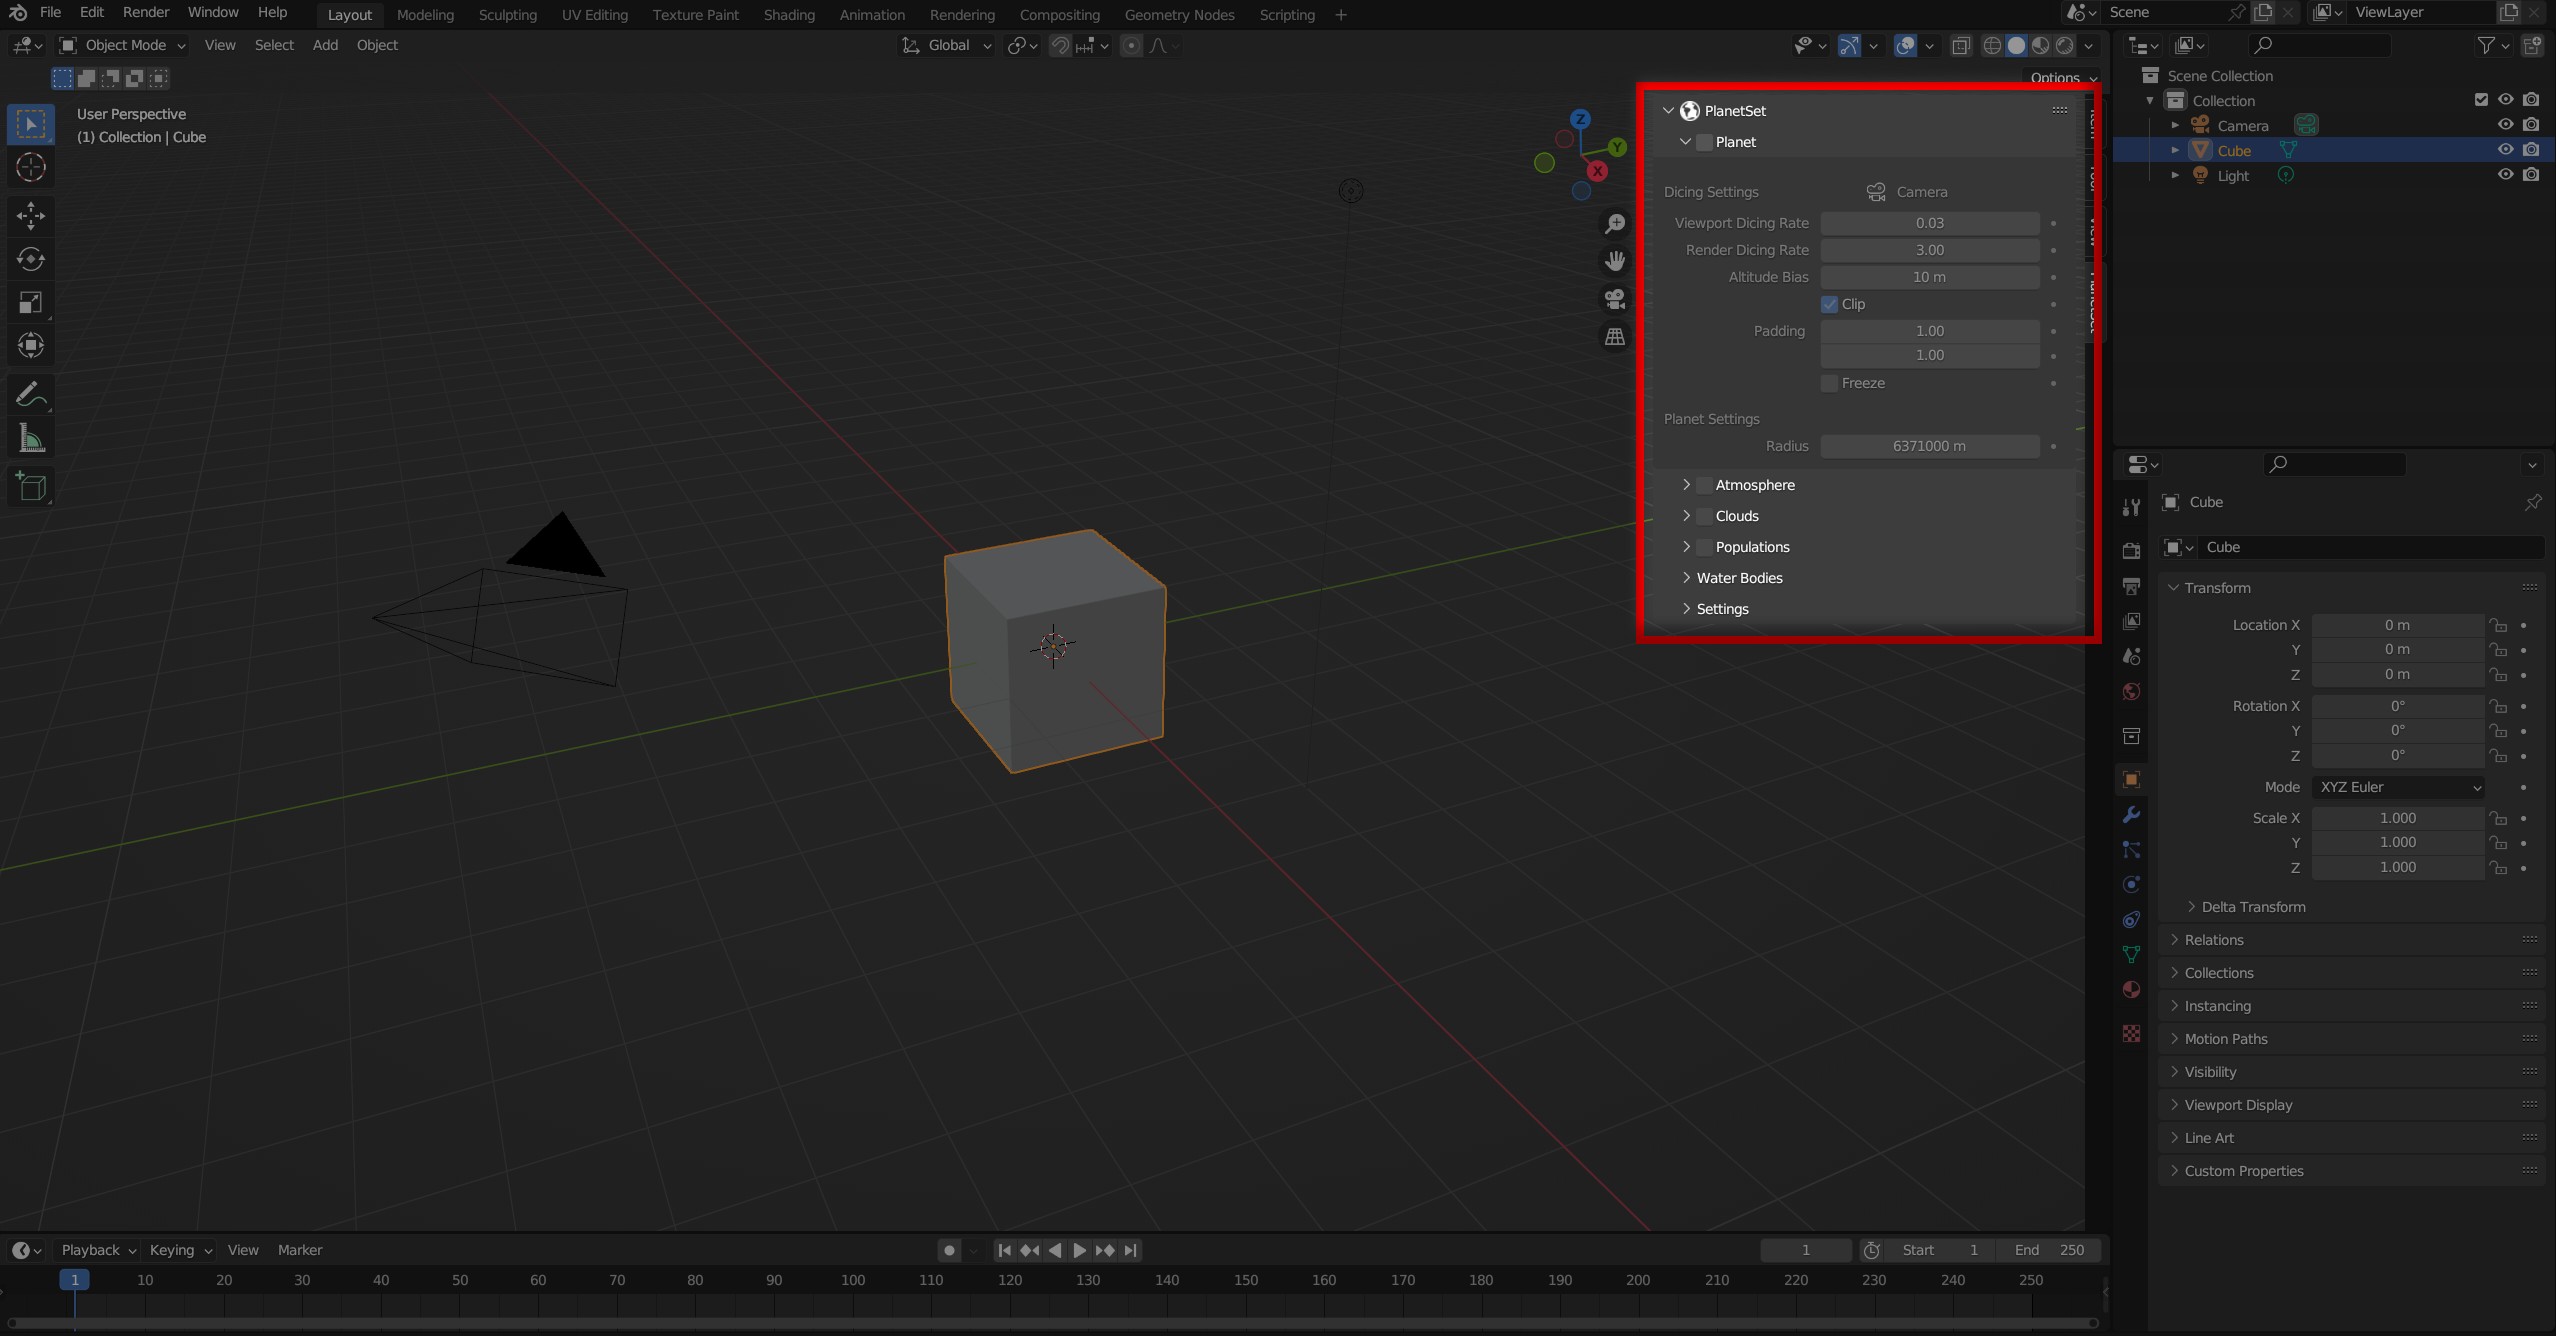 File Edit Render Window Help Layout Modeling Sculpting UV Editing Texture Paint Shading Animation Rendering Compositing Geometry Nodes Scripting + Scene ViewLayer
Object Mode View Select Add Object Global
Options
User Perspective
(1) Collection | Cube
Z
Y
X
PlanetSet
Planet
Dicing Settings Camera
Viewport Dicing Rate 0.03
Render Dicing Rate 3.00
Altitude Bias 10 m
Clip
Padding 1.00
1.00
Freeze
Planet Settings
Radius 6371000 m
Atmosphere
Clouds
Populations
Water Bodies
Settings
Scene Collection
Collection
Camera
Cube
Light
Cube
Cube
Transform
Location X 0 m
Y 0 m
Z 0 m
Rotation X 0°
Y 0°
Z 0°
Mode XYZ Euler
Scale X 1.000
Y 1.000
Z 1.000
Delta Transform
Relations
Collections
Instancing
Motion Paths
Visibility
Viewport Display
Line Art
Custom Properties
Playback Keying View Marker 1 Start 1 End 250
1 10 20 30 40 50 60 70 80 90 100 110 120 130 140 150 160 170 180 190 200 210 220 230 240 250